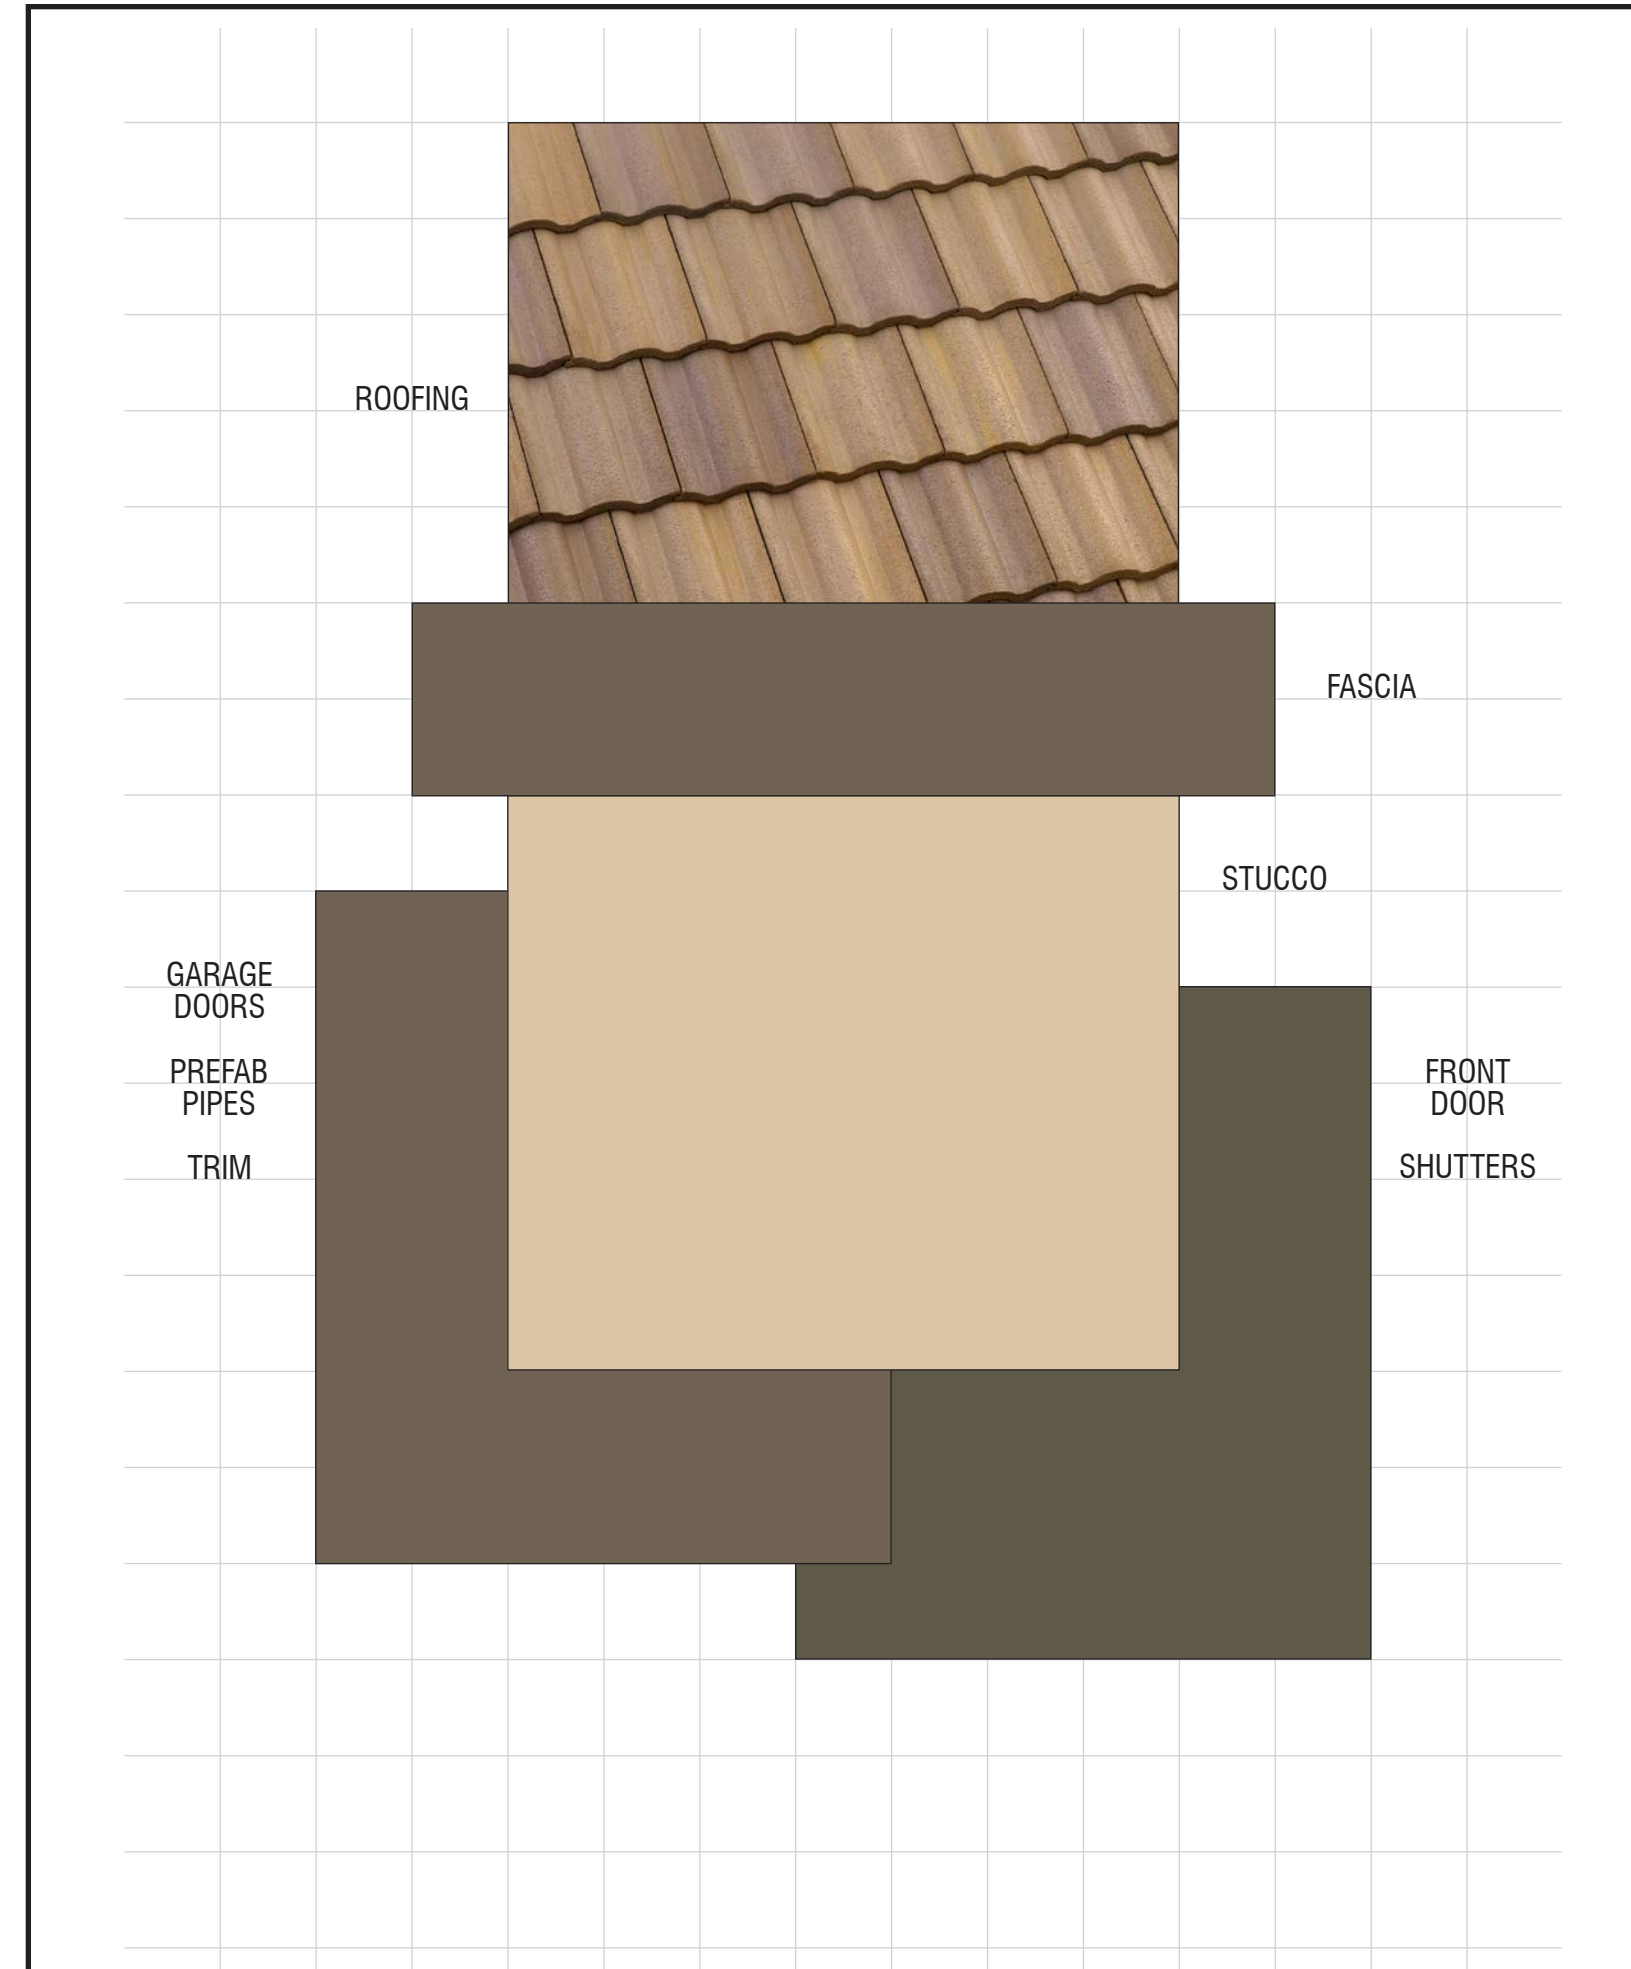 ROOFING
FASCIA
STUCCO
GARAGE
DOORS
PREFAB
PIPES
TRIM
FRONT
DOOR
SHUTTERS